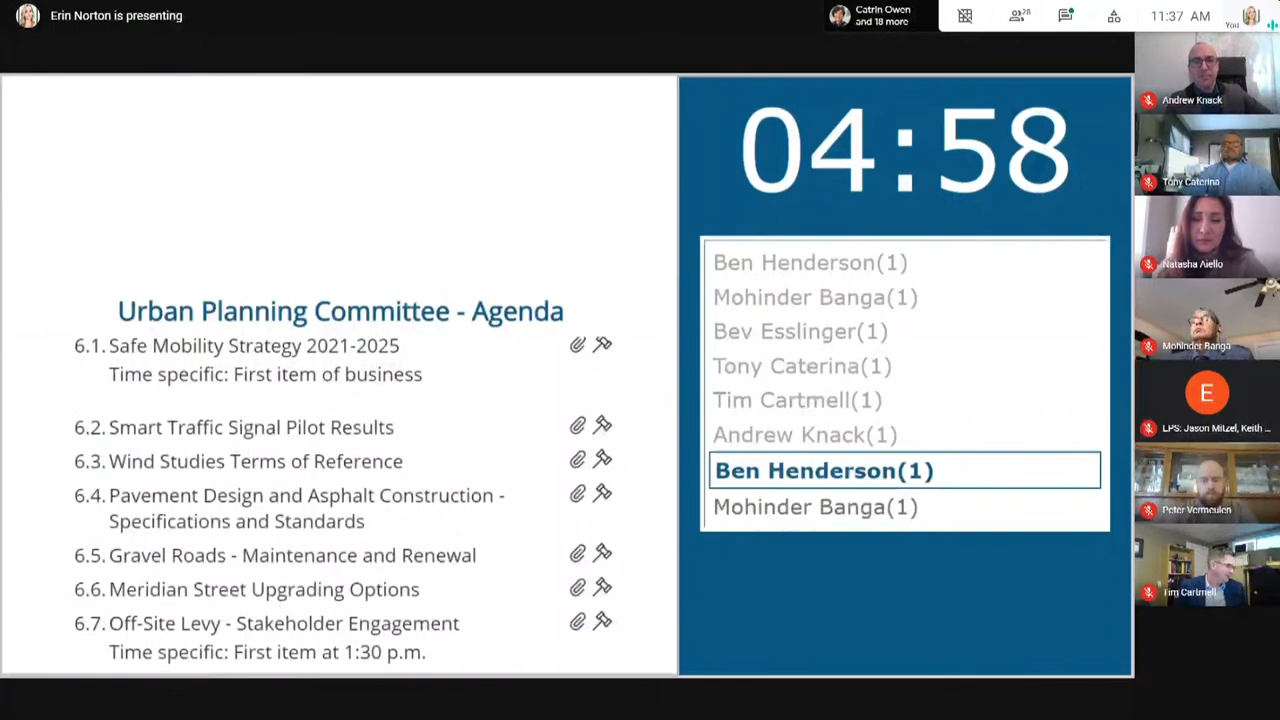 Erin Norton is presenting
Catrin Owen
and 18 more
28
11:37 AM
You
04:58
Ben Henderson(1)
Mohinder Banga(1)
Bev Esslinger(1)
Tony Caterina(1)
Tim Cartmell(1)
Andrew Knack(1)
Ben Henderson(1)
Mohinder Banga(1)
Urban Planning Committee - Agenda
6.1. Safe Mobility Strategy 2021-2025
Time specific: First item of business
6.2. Smart Traffic Signal Pilot Results
6.3. Wind Studies Terms of Reference
6.4. Pavement Design and Asphalt Construction -
Specifications and Standards
6.5. Gravel Roads - Maintenance and Renewal
6.6. Meridian Street Upgrading Options
6.7. Off-Site Levy - Stakeholder Engagement
Time specific: First item at 1:30 p.m.
Andrew Knack
Tony Caterina
Natasha Aiello
Mohinder Banga
E
LPS: Jason Mitzel, Keith ...
Peter Vermeulen
Tim Cartmell